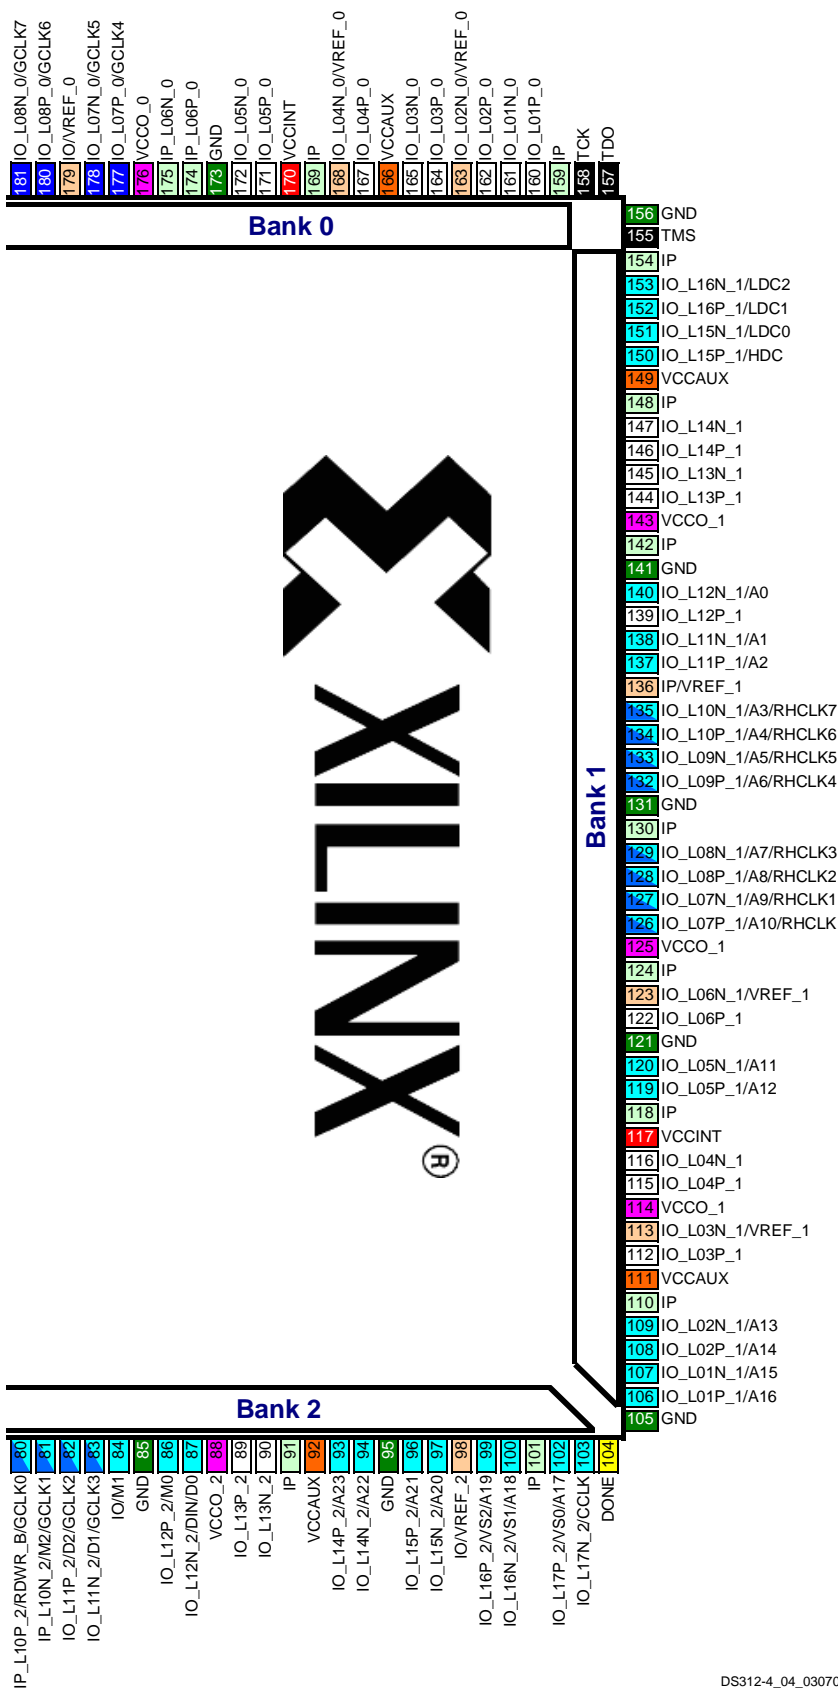 181 IO_L08N_0/GCLK7
180 IO_L08P_0/GCLK6
179 IO/VREF_0
178 IO_L07N_0/GCLK5
177 IO_L07P_0/GCLK4
176 VCCO_0
175 IP_L06N_0
174 IP_L06P_0
173 GND
172 IO_L05N_0
171 IO_L05P_0
170 VCCINT
169 IP
168 IO_L04N_0/VREF_0
167 IO_L04P_0
166 VCCAUX
165 IO_L03N_0
164 IO_L03P_0
163 IO_L02N_0/VREF_0
162 IO_L02P_0
161 IO_L01N_0
160 IO_L01P_0
159 IP
158 TCK
157 TDO
Bank 0
156 GND
155 TMS
154 IP
153 IO_L16N_1/LDC2
152 IO_L16P_1/LDC1
151 IO_L15N_1/LDC0
150 IO_L15P_1/HDC
149 VCCAUX
148 IP
147 IO_L14N_1
146 IO_L14P_1
145 IO_L13N_1
144 IO_L13P_1
143 VCCO_1
142 IP
141 GND
140 IO_L12N_1/A0
139 IO_L12P_1
138 IO_L11N_1/A1
137 IO_L11P_1/A2
136 IP/VREF_1
135 IO_L10N_1/A3/RHCLK7
134 IO_L10P_1/A4/RHCLK6
133 IO_L09N_1/A5/RHCLK5
132 IO_L09P_1/A6/RHCLK4
131 GND
130 IP
129 IO_L08N_1/A7/RHCLK3
128 IO_L08P_1/A8/RHCLK2
127 IO_L07N_1/A9/RHCLK1
126 IO_L07P_1/A10/RHCLK
125 VCCO_1
124 IP
123 IO_L06N_1/VREF_1
122 IO_L06P_1
121 GND
120 IO_L05N_1/A11
119 IO_L05P_1/A12
118 IP
117 VCCINT
116 IO_L04N_1
115 IO_L04P_1
114 VCCO_1
113 IO_L03N_1/VREF_1
112 IO_L03P_1
111 VCCAUX
110 IP
109 IO_L02N_1/A13
108 IO_L02P_1/A14
107 IO_L01N_1/A15
106 IO_L01P_1/A16
105 GND
Bank 1
XILINX®
Bank 2
80 IP_L10P_2/RDWR_B/GCLK0
81 IP_L10N_2/M2/GCLK1
82 IO_L11P_2/D2/GCLK2
83 IO_L11N_2/D1/GCLK3
84 IO/M1
85 GND
86 IO_L12P_2/M0
87 IO_L12N_2/DIN/D0
88 VCCO_2
89 IO_L13P_2
90 IO_L13N_2
91 IP
92 VCCAUX
93 IO_L14P_2/A23
94 IO_L14N_2/A22
95 GND
96 IO_L15P_2/A21
97 IO_L15N_2/A20
98 IO/VREF_2
99 IO_L16P_2/VS2/A19
100 IO_L16N_2/VS1/A18
101 IP
102 IO_L17P_2/VS0/A17
103 IO_L17N_2/CCLK
104 DONE
DS312-4_04_03070